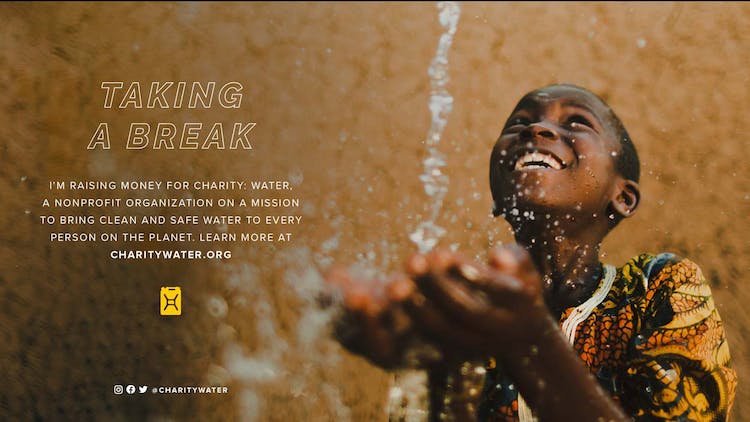 TAKING
A BREAK
I'M RAISING MONEY FOR CHARITY: WATER,
A NONPROFIT ORGANIZATION ON A MISSION
TO BRING CLEAN AND SAFE WATER TO EVERY
PERSON ON THE PLANET. LEARN MORE AT
CHARITYWATER.ORG
@CHARITYWATER